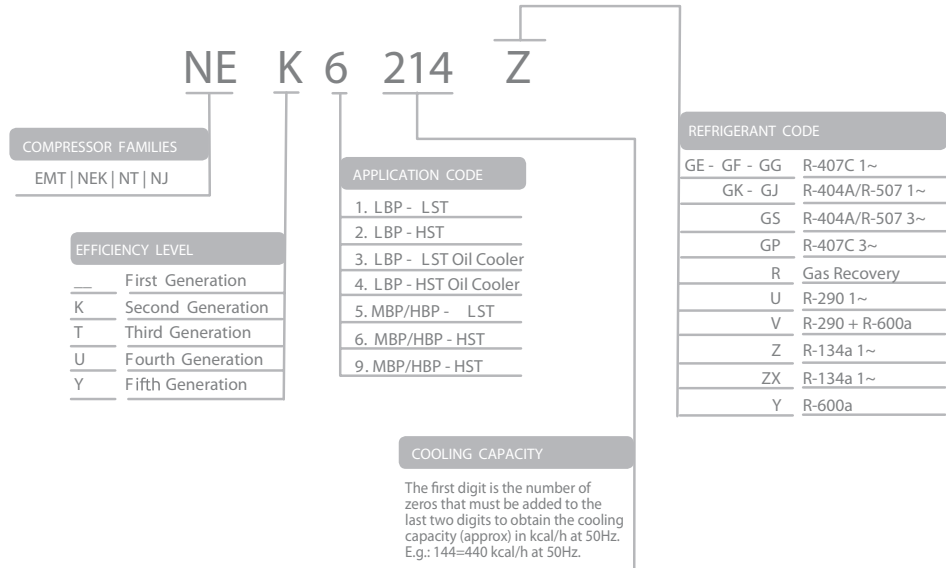 NE K 6 214 Z
COMPRESSOR FAMILIES
EMT | NEK | NT | NJ
EFFICIENCY LEVEL
__ First Generation
K Second Generation
T Third Generation
U Fourth Generation
Y Fifth Generation
APPLICATION CODE
1. LBP - LST
2. LBP - HST
3. LBP - LST Oil Cooler
4. LBP - HST Oil Cooler
5. MBP/HBP - LST
6. MBP/HBP - HST
9. MBP/HBP - HST
COOLING CAPACITY
The first digit is the number of
zeros that must be added to the
last two digits to obtain the cooling
capacity (approx) in kcal/h at 50Hz.
E.g.: 144=440 kcal/h at 50Hz.
REFRIGERANT CODE
GE - GF - GG R-407C 1~
GK - GJ R-404A/R-507 1~
GS R-404A/R-507 3~
GP R-407C 3~
R Gas Recovery
U R-290 1~
V R-290 + R-600a
Z R-134a 1~
ZX R-134a 1~
Y R-600a